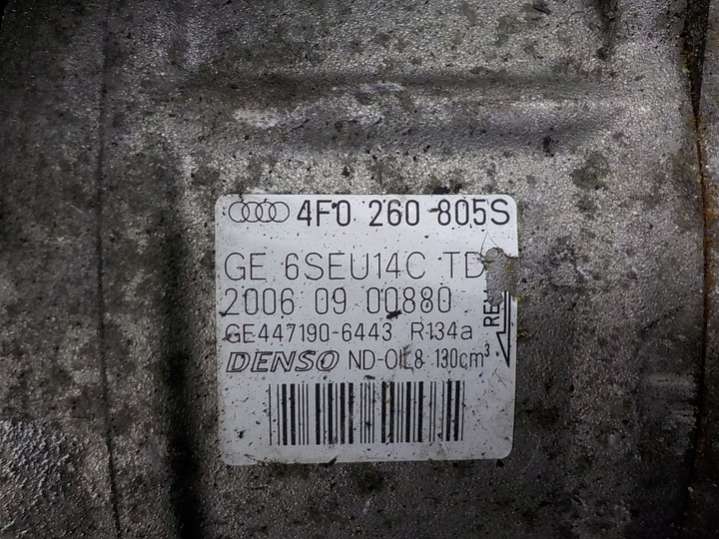 4F0 260 805S
GE 6SEU14C TD
2006 09 00880
GE447190-6443 R134a
DENSO ND-OIL8 130cm³